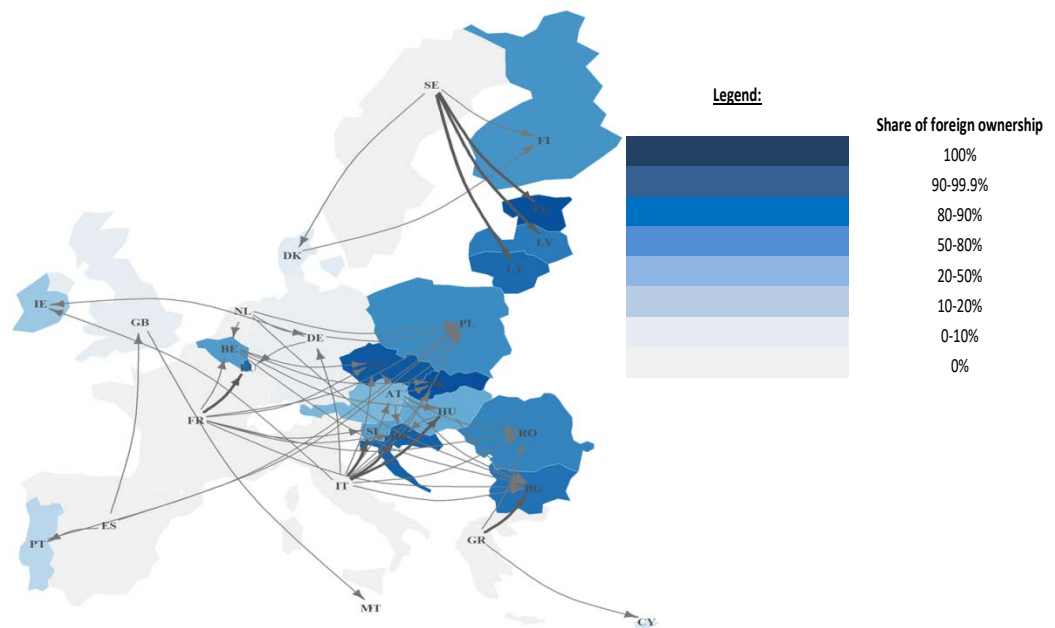 SE
Legend:
Share of foreign ownership
100%
90-99.9%
80-90%
50-80%
20-50%
10-20%
0-10%
0%
FI
LV
LT
DK
IE
GB
NL
DE
PL
BE
AT
HU
FR
RO
IT
BG
ES
PT
GR
MT
CY